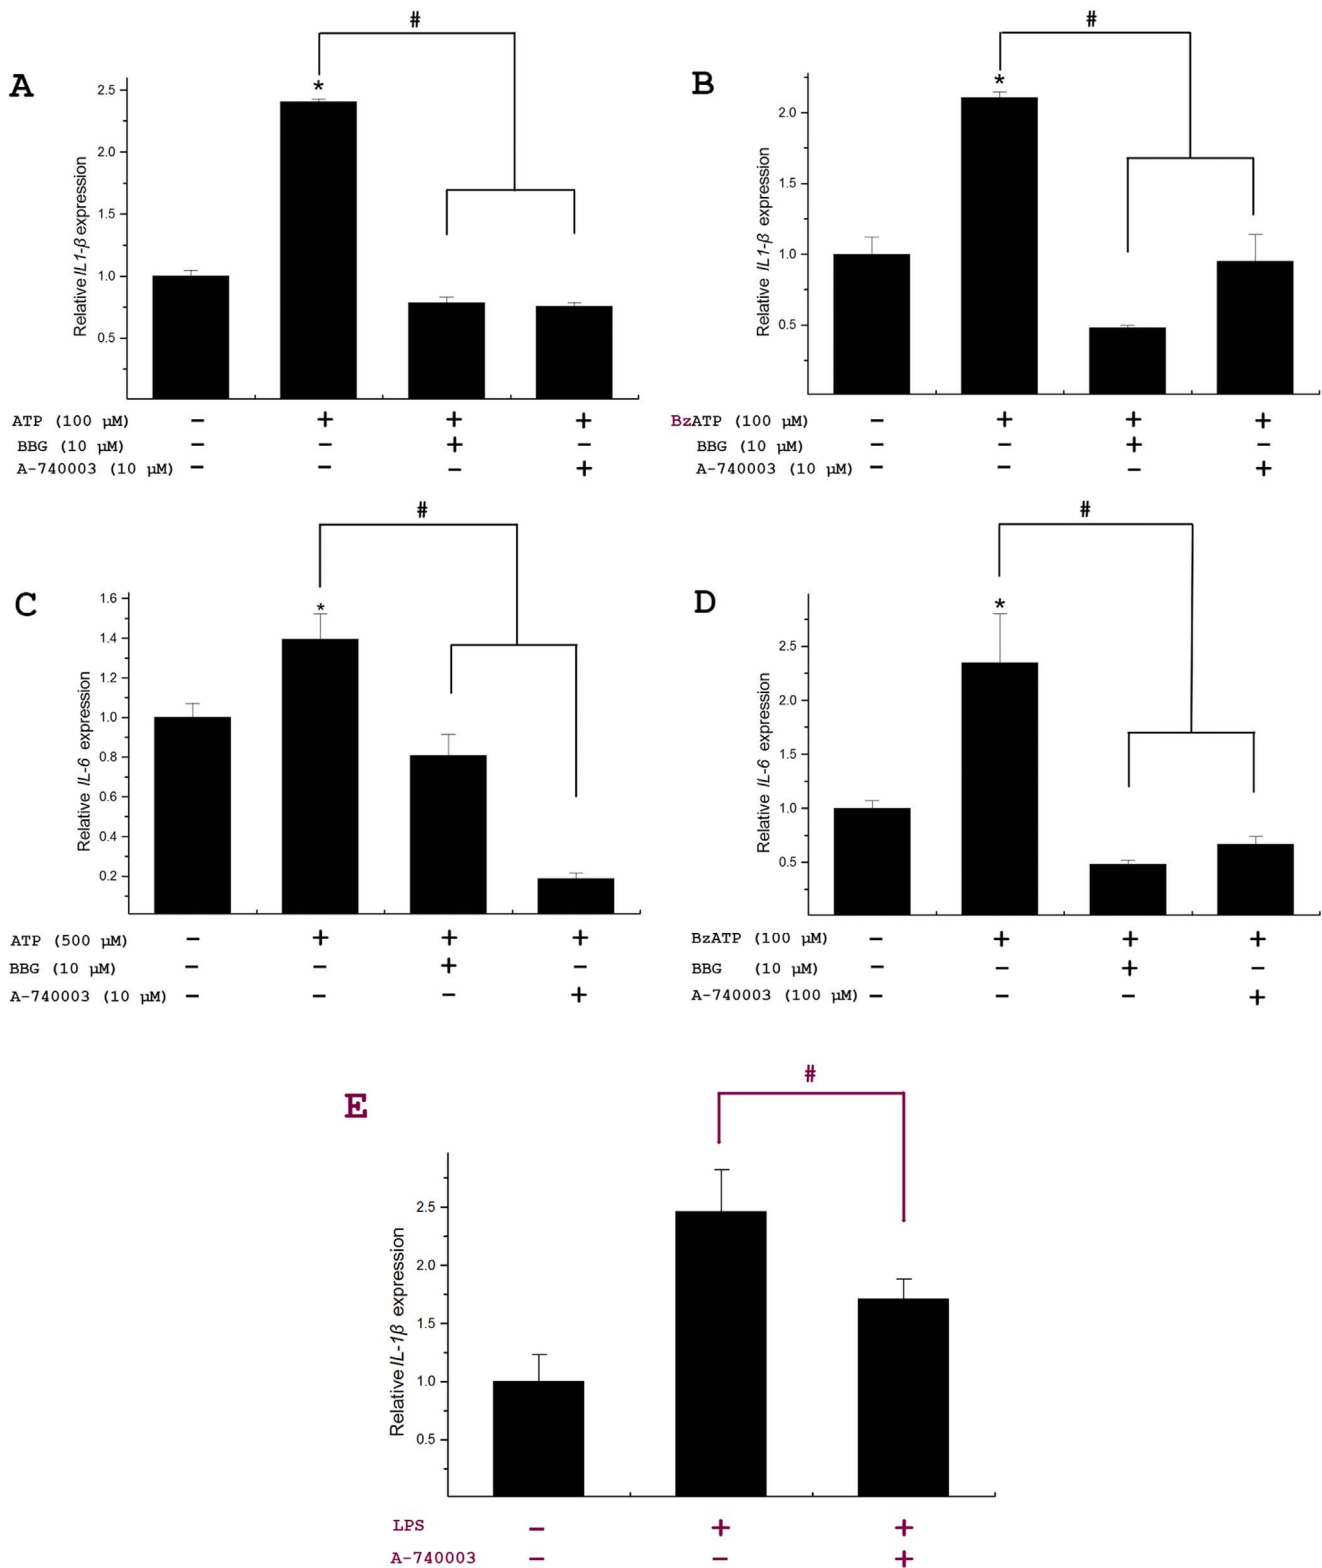 #
A
*
2.5
2.0
1.5
1.0
0.5
Relative IL1-β expression
ATP (100 μM) − + + +
BBG (10 μM) − − + −
A-740003 (10 μM) − − − +
#
B
*
2.0
1.5
1.0
0.5
Relative IL1-β expression
BzATP (100 μM) − + + +
BBG (10 μM) − − + −
A-740003 (10 μM) − − − +
#
C
*
1.6
1.4
1.2
1.0
0.8
0.6
0.4
0.2
Relative IL-6 expression
ATP (500 μM) − + + +
BBG (10 μM) − − + −
A-740003 (10 μM) − − − +
#
D
*
2.5
2.0
1.5
1.0
0.5
Relative IL-6 expression
BzATP (100 μM) − + + +
BBG (10 μM) − − + −
A-740003 (100 μM) − − − +
#
E
2.5
2.0
1.5
1.0
0.5
Relative IL-1β expression
LPS − + +
A-740003 − − +